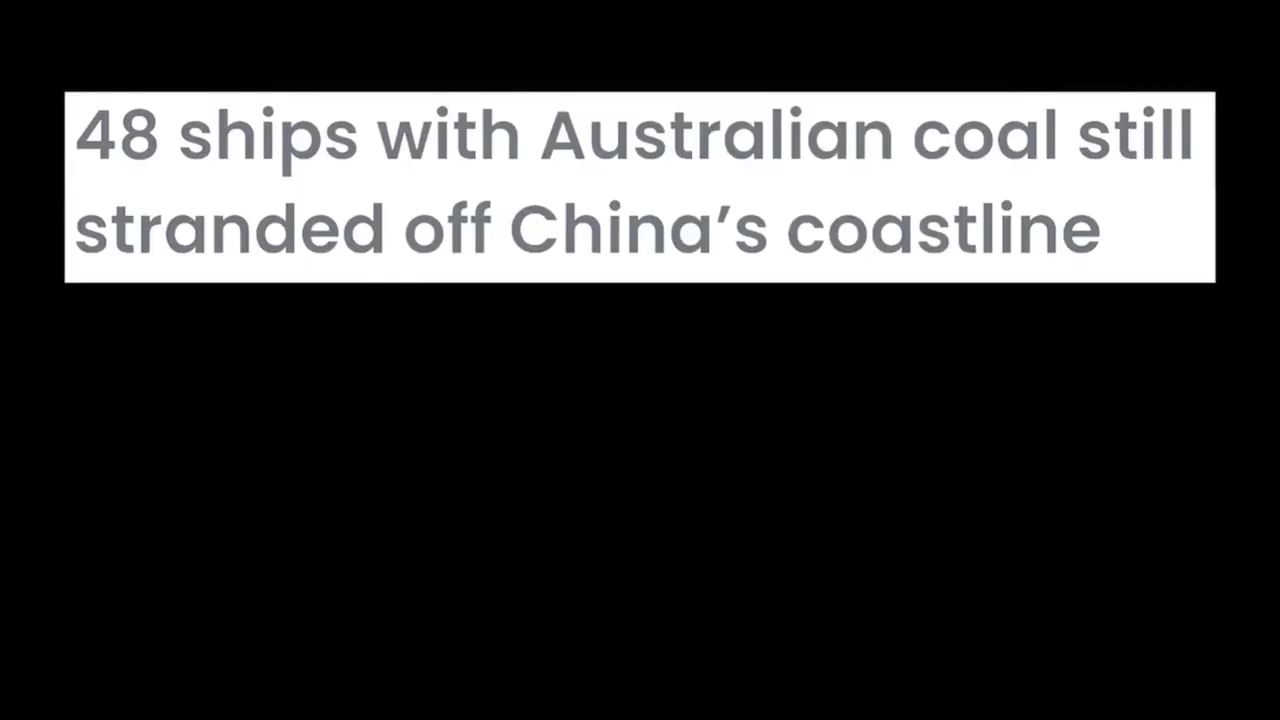 48 ships with Australian coal still
stranded off China’s coastline